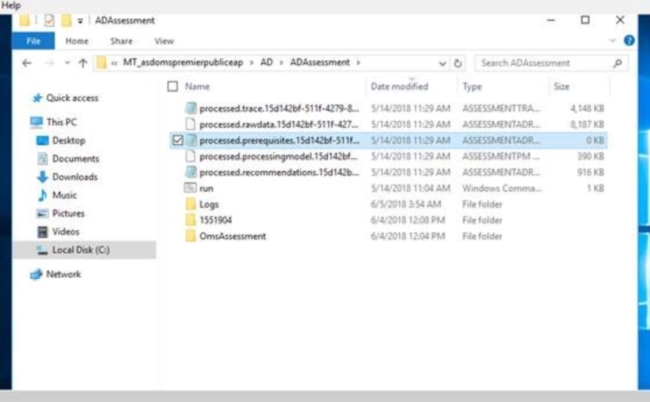 Help
ADAssessment
File Home Share View
« MT_asdomspremierpubliceap > AD > ADAssessment >
Search ADAssessment
Name Date modified Type Size
Quick access
This PC
Desktop
Documents
Downloads
Music
Pictures
Videos
Local Disk (C:)
Network
processed.trace.15d142bf-511f-4279-8... 5/14/2018 11:29 AM ASSESSMENTTRA... 4,148 KB
processed.rawdata.15d142bf-511f-427... 5/14/2018 11:29 AM ASSESSMENTADR... 8,187 KB
processed.prerequisites.15d142bf-511f... 5/14/2018 11:29 AM ASSESSMENTADR... 0 KB
processed.processingmodel.15d142bf... 5/14/2018 11:29 AM ASSESSMENTPM ... 390 KB
processed.recommendations.15d142b... 5/14/2018 11:29 AM ASSESSMENTADR... 916 KB
run 5/14/2018 11:04 AM Windows Comma... 1 KB
Logs 6/5/2018 3:54 AM File folder
1551904 6/4/2018 12:08 PM File folder
OmsAssessment 6/4/2018 12:04 PM File folder